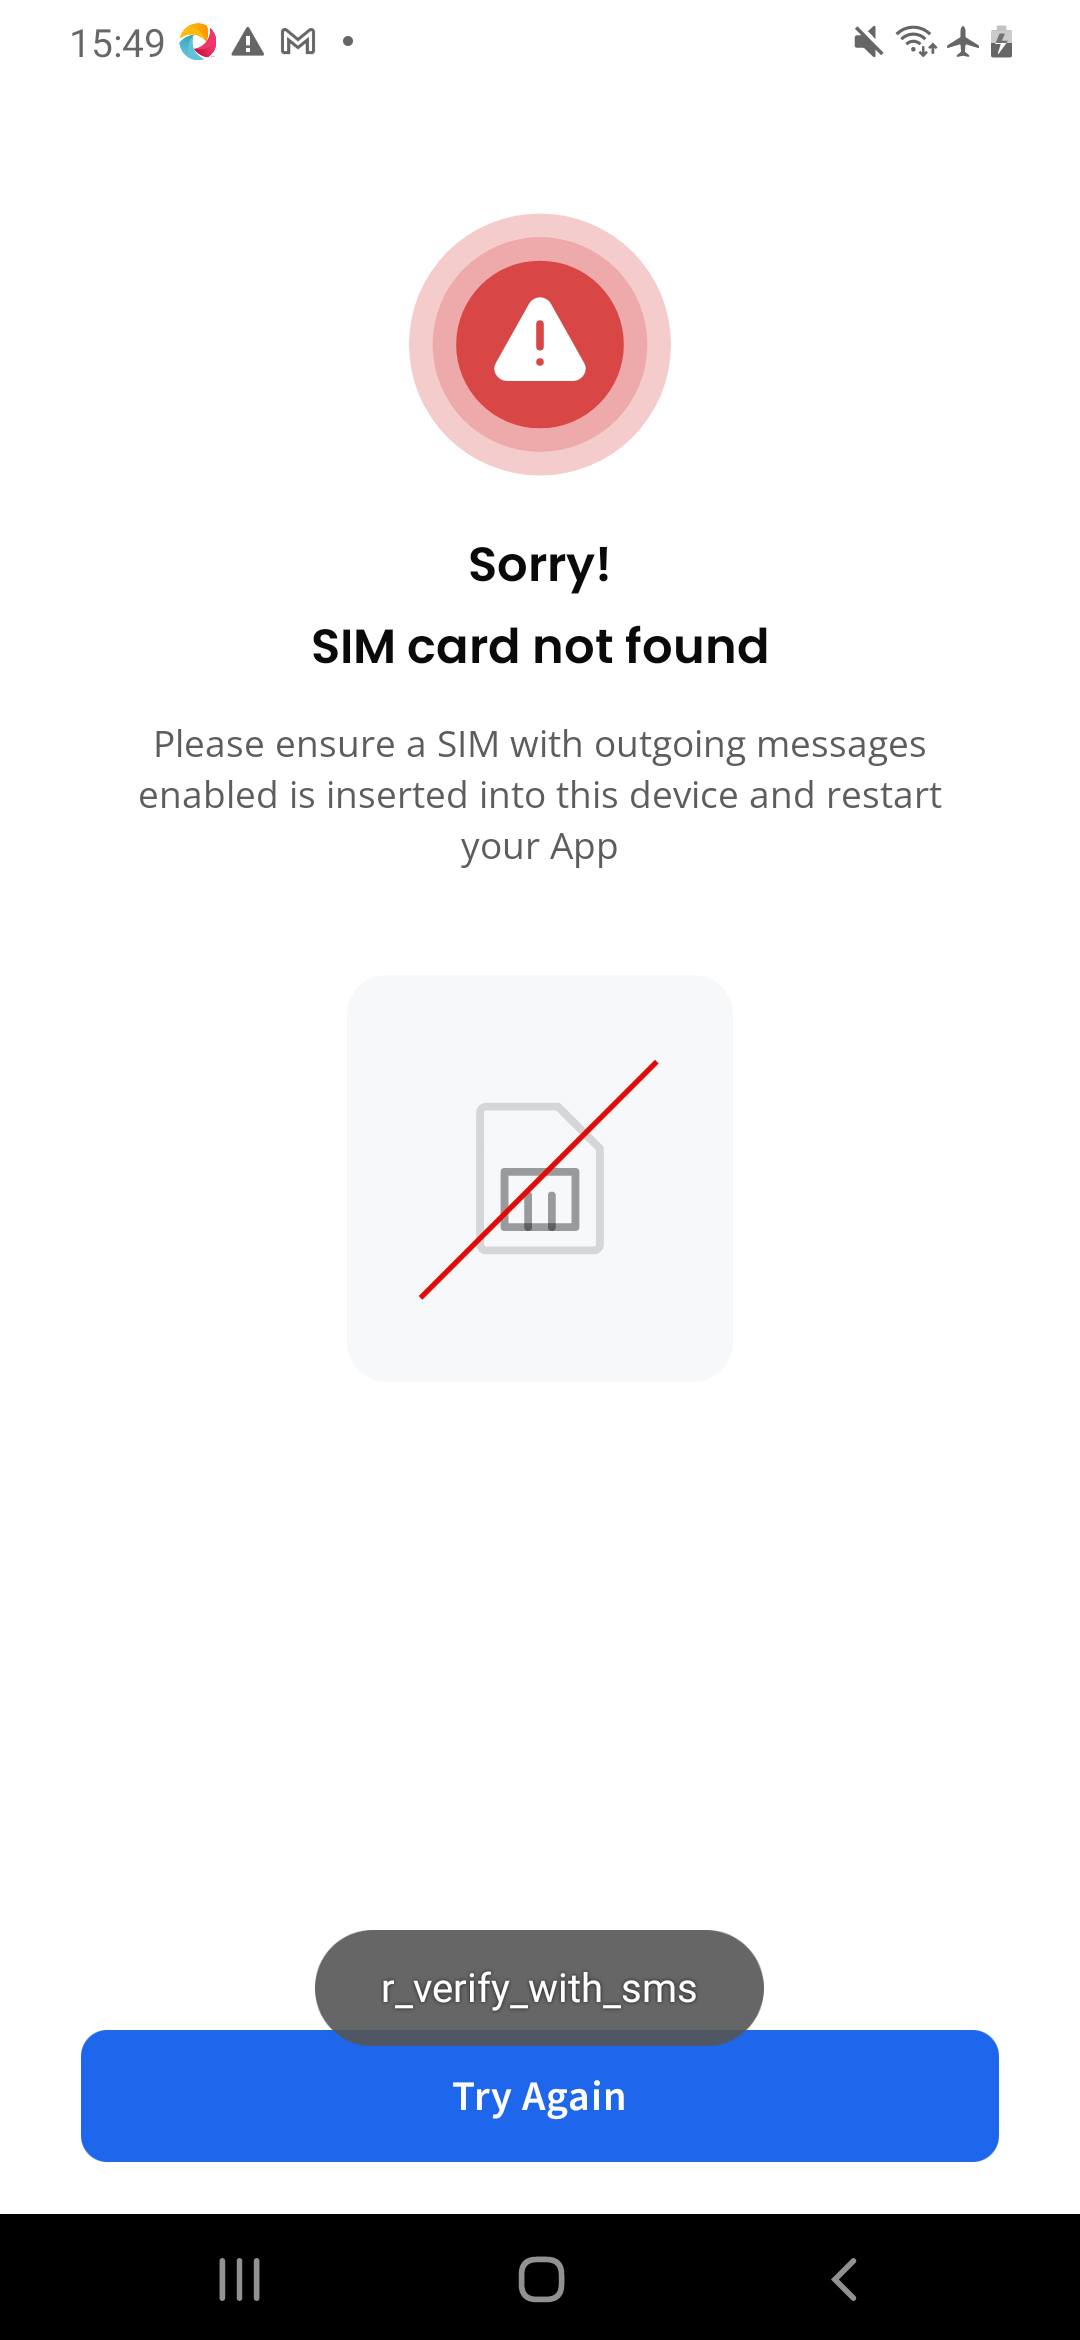 15:49
Sorry!
SIM card not found
Please ensure a SIM with outgoing messages
enabled is inserted into this device and restart
your App
r_verify_with_sms
Try Again